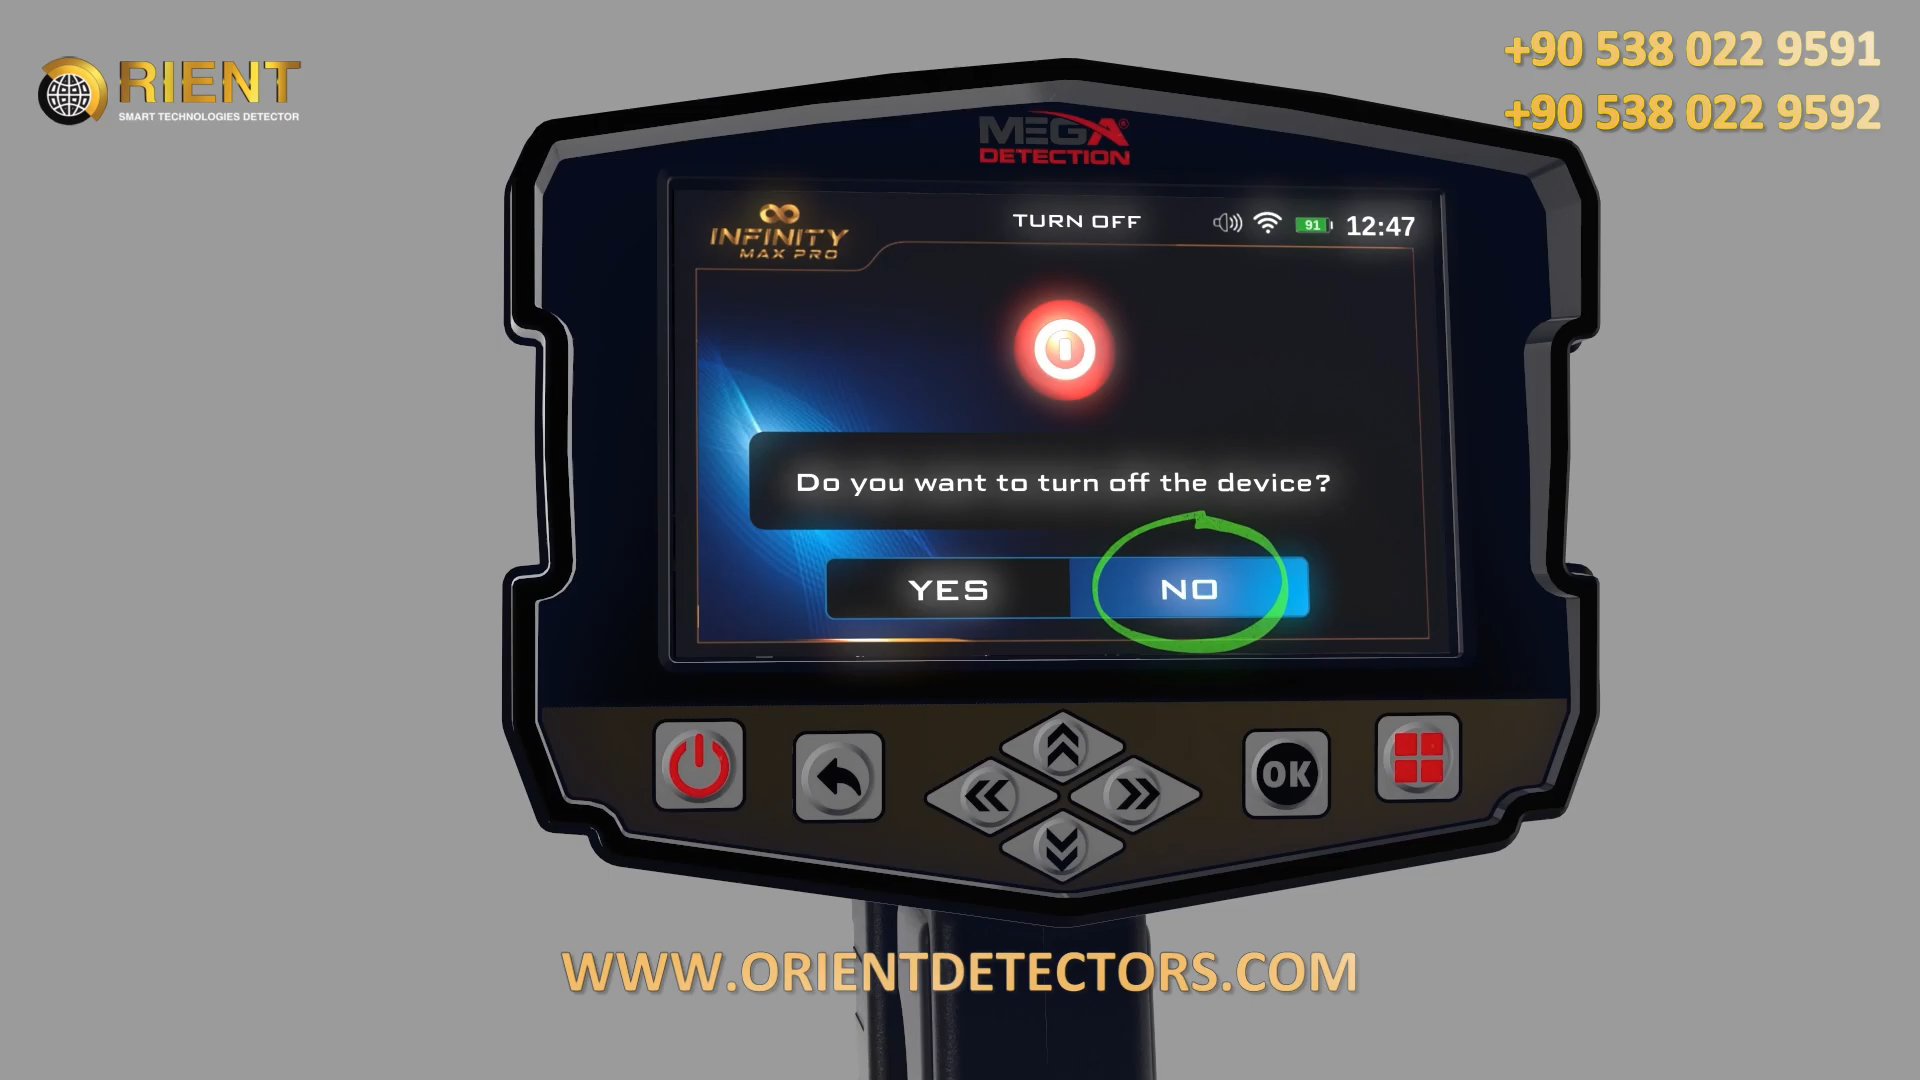 ORIENT
SMART TECHNOLOGIES DETECTOR
+90 538 022 9591
+90 538 022 9592
MEGA®
DETECTION
INFINITY
MAX PRO
TURN OFF
91
12:47
Do you want to turn off the device?
YES
NO
OK
WWW.ORIENTDETECTORS.COM